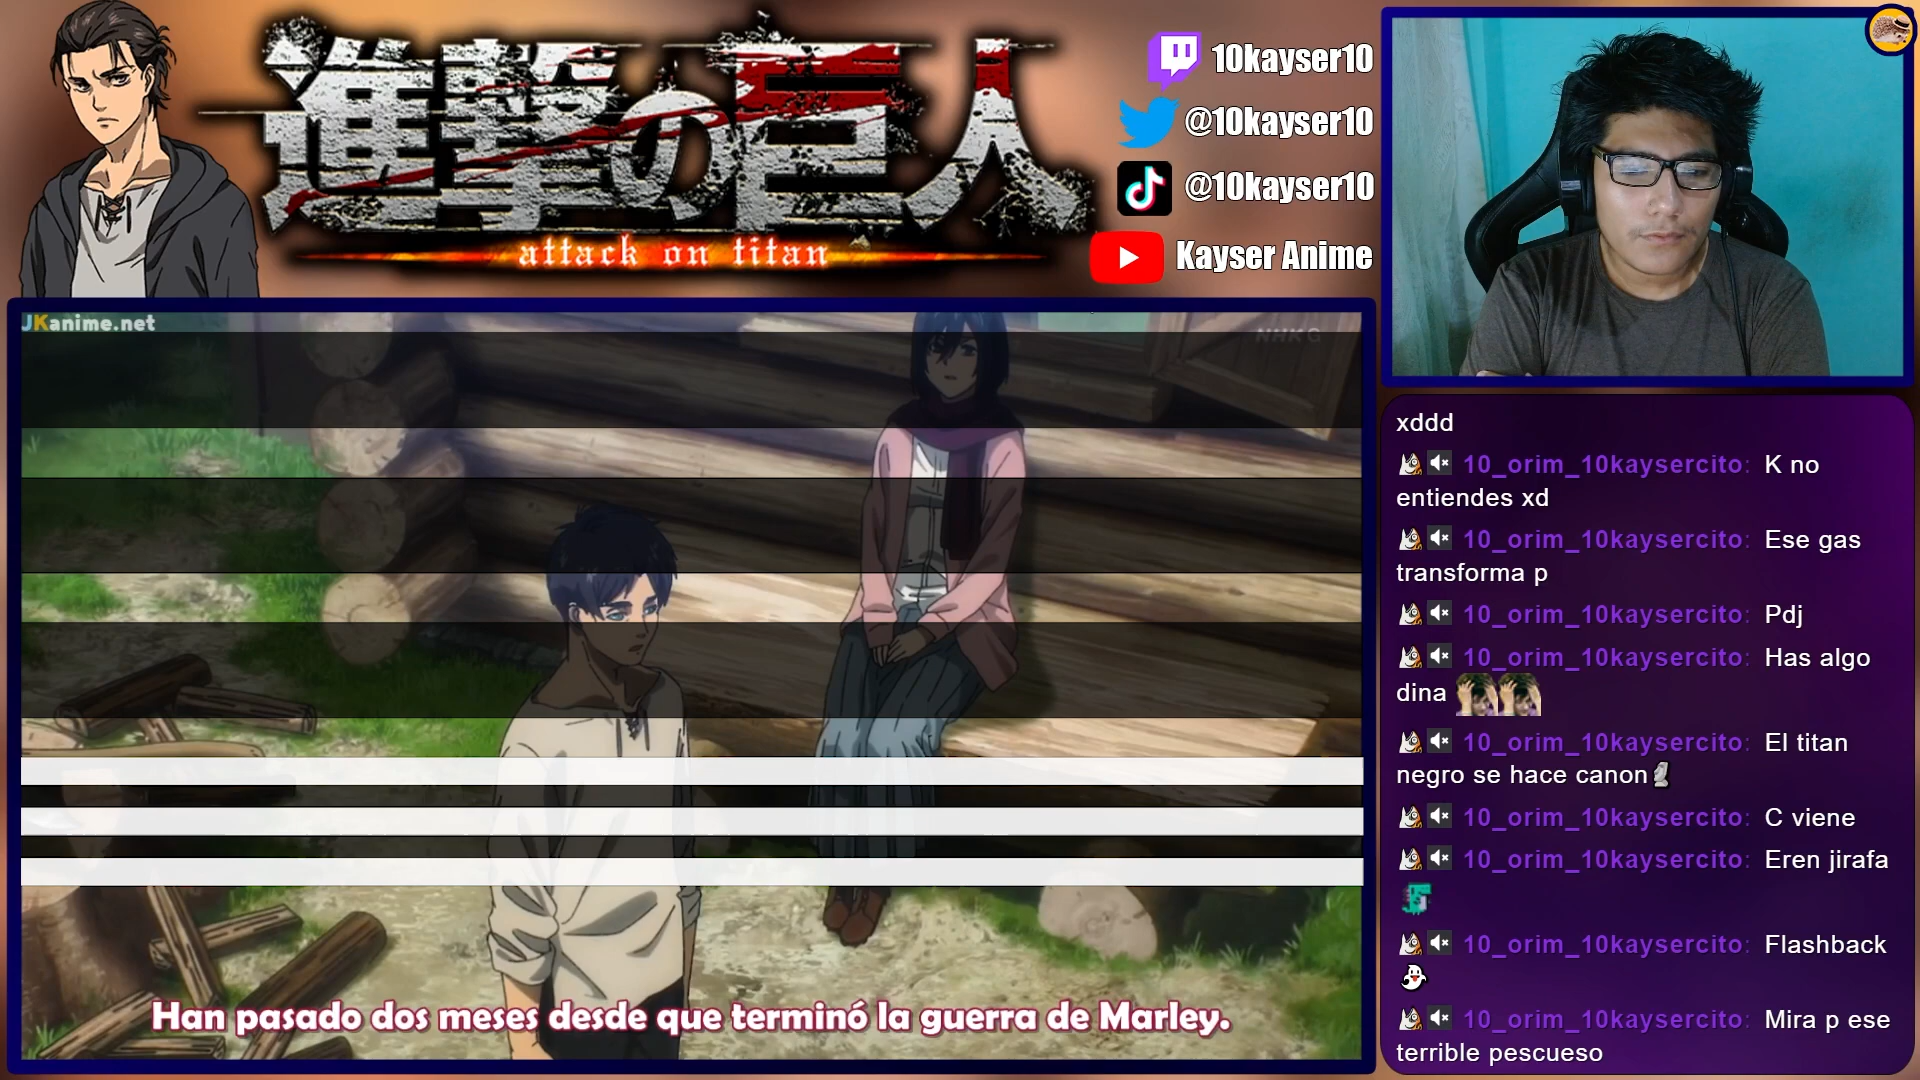 進撃の巨人
attack on titan
10kayser10
@10kayser10
@10kayser10
Kayser Anime
JKanime.net
NHKG
Han pasado dos meses desde que terminó la guerra de Marley.
xddd
10_orim_10kaysercito: K no
entiendes xd
10_orim_10kaysercito: Ese gas
transforma p
10_orim_10kaysercito: Pdj
10_orim_10kaysercito: Has algo
dina
10_orim_10kaysercito: El titan
negro se hace canon
10_orim_10kaysercito: C viene
10_orim_10kaysercito: Eren jirafa
10_orim_10kaysercito: Flashback
10_orim_10kaysercito: Mira p ese
terrible pescueso